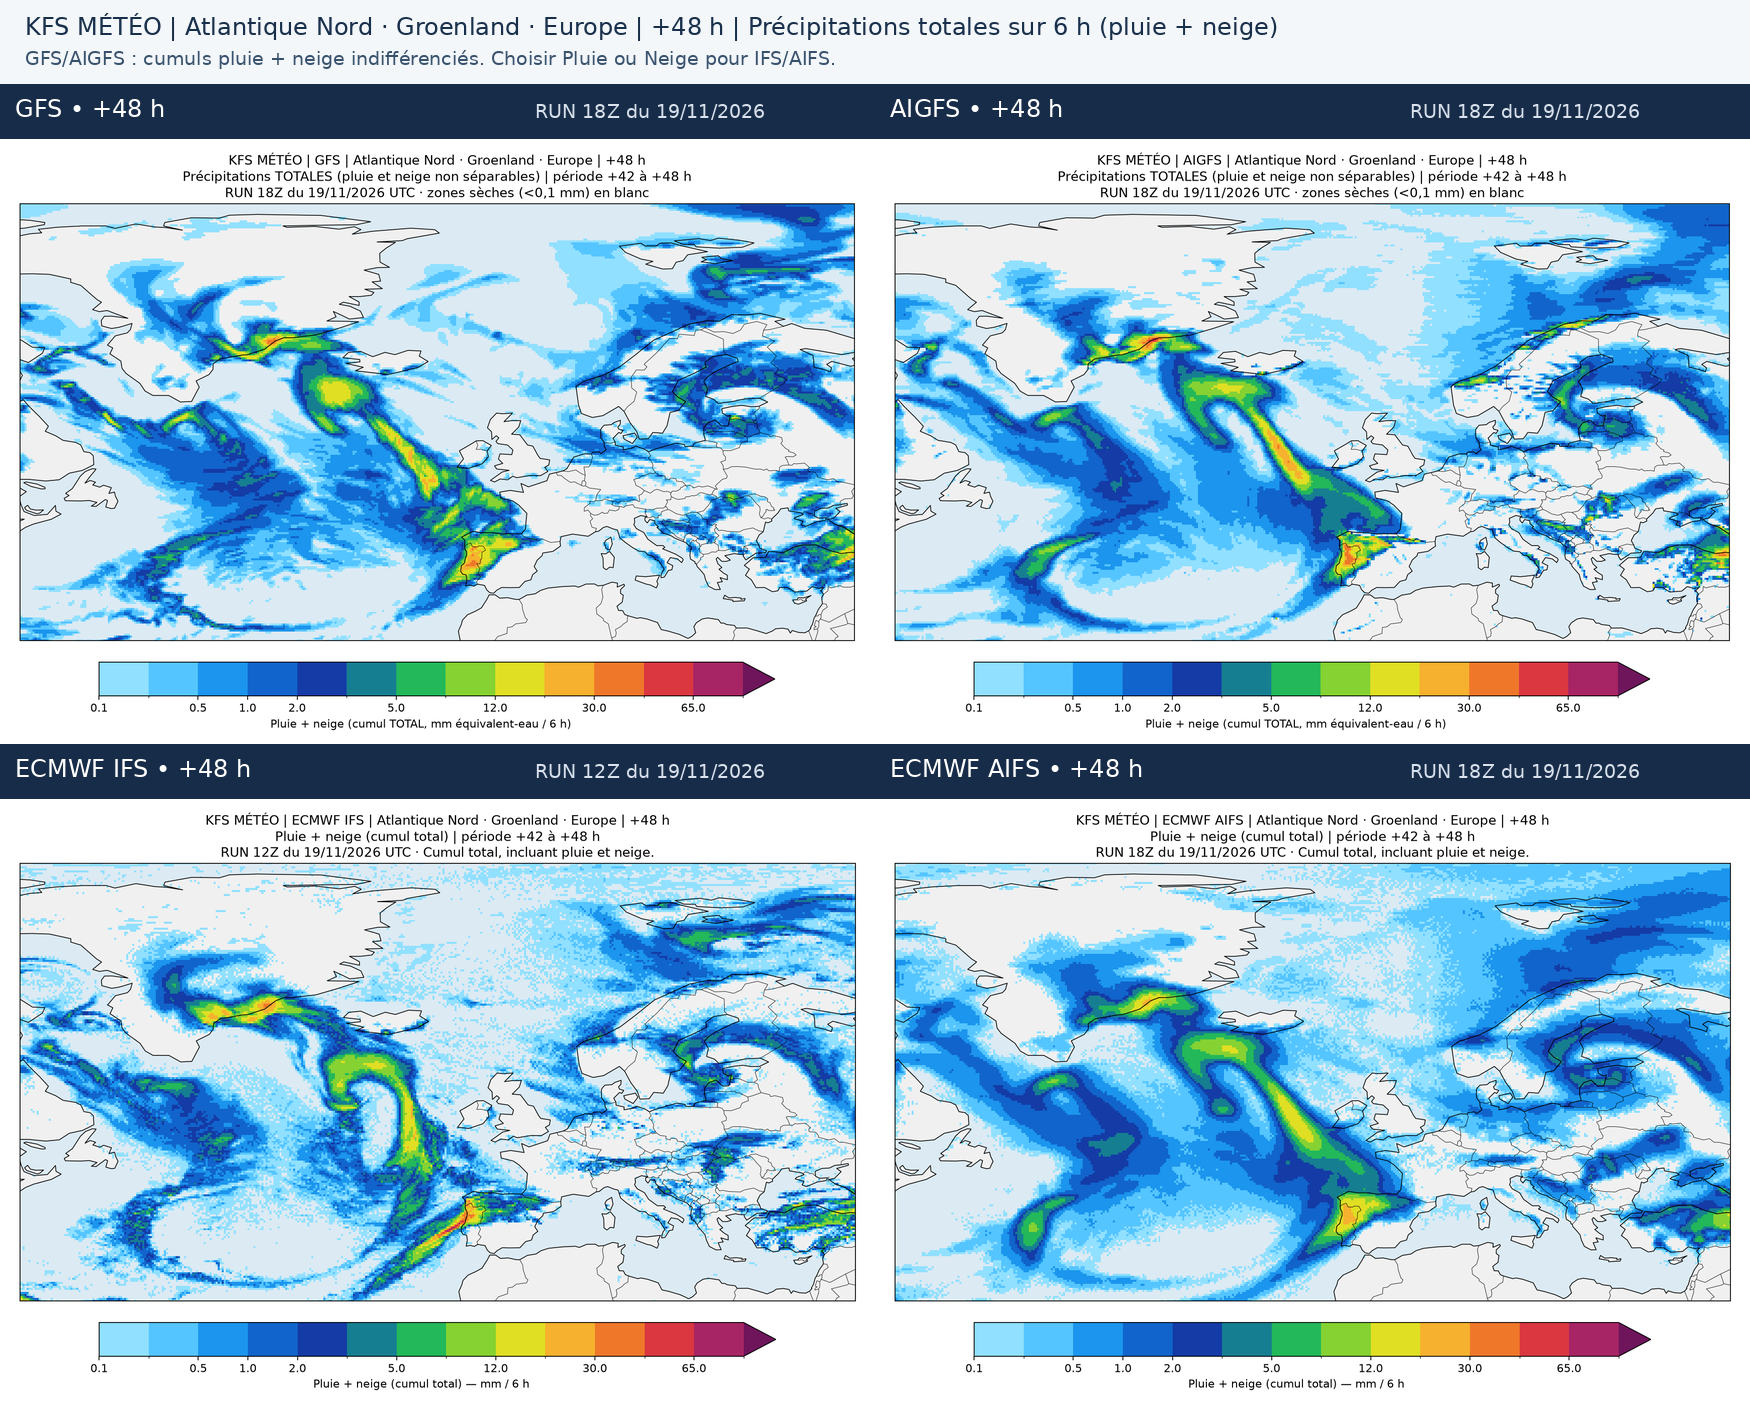 KFS MÉTÉO | Atlantique Nord · Groenland · Europe | +48 h | Précipitations totales sur 6 h (pluie + neige)
GFS/AIGFS : cumuls pluie + neige indifférenciés. Choisir Pluie ou Neige pour IFS/AIFS.
GFS • +48 h
RUN 18Z du 19/11/2026
AIGFS • +48 h
RUN 18Z du 19/11/2026
KFS MÉTÉO | GFS | Atlantique Nord · Groenland · Europe | +48 h
Précipitations TOTALES (pluie et neige non séparables) | période +42 à +48 h
RUN 18Z du 19/11/2026 UTC · zones sèches (<0,1 mm) en blanc
KFS MÉTÉO | AIGFS | Atlantique Nord · Groenland · Europe | +48 h
Précipitations TOTALES (pluie et neige non séparables) | période +42 à +48 h
RUN 18Z du 19/11/2026 UTC · zones sèches (<0,1 mm) en blanc
0.1 0.5 1.0 2.0 5.0 12.0 30.0 65.0
Pluie + neige (cumul TOTAL, mm équivalent-eau / 6 h)
0.1 0.5 1.0 2.0 5.0 12.0 30.0 65.0
Pluie + neige (cumul TOTAL, mm équivalent-eau / 6 h)
ECMWF IFS • +48 h
RUN 12Z du 19/11/2026
ECMWF AIFS • +48 h
RUN 18Z du 19/11/2026
KFS MÉTÉO | ECMWF IFS | Atlantique Nord · Groenland · Europe | +48 h
Pluie + neige (cumul total) | période +42 à +48 h
RUN 12Z du 19/11/2026 UTC · Cumul total, incluant pluie et neige.
KFS MÉTÉO | ECMWF AIFS | Atlantique Nord · Groenland · Europe | +48 h
Pluie + neige (cumul total) | période +42 à +48 h
RUN 18Z du 19/11/2026 UTC · Cumul total, incluant pluie et neige.
0.1 0.5 1.0 2.0 5.0 12.0 30.0 65.0
Pluie + neige (cumul total) — mm / 6 h
0.1 0.5 1.0 2.0 5.0 12.0 30.0 65.0
Pluie + neige (cumul total) — mm / 6 h